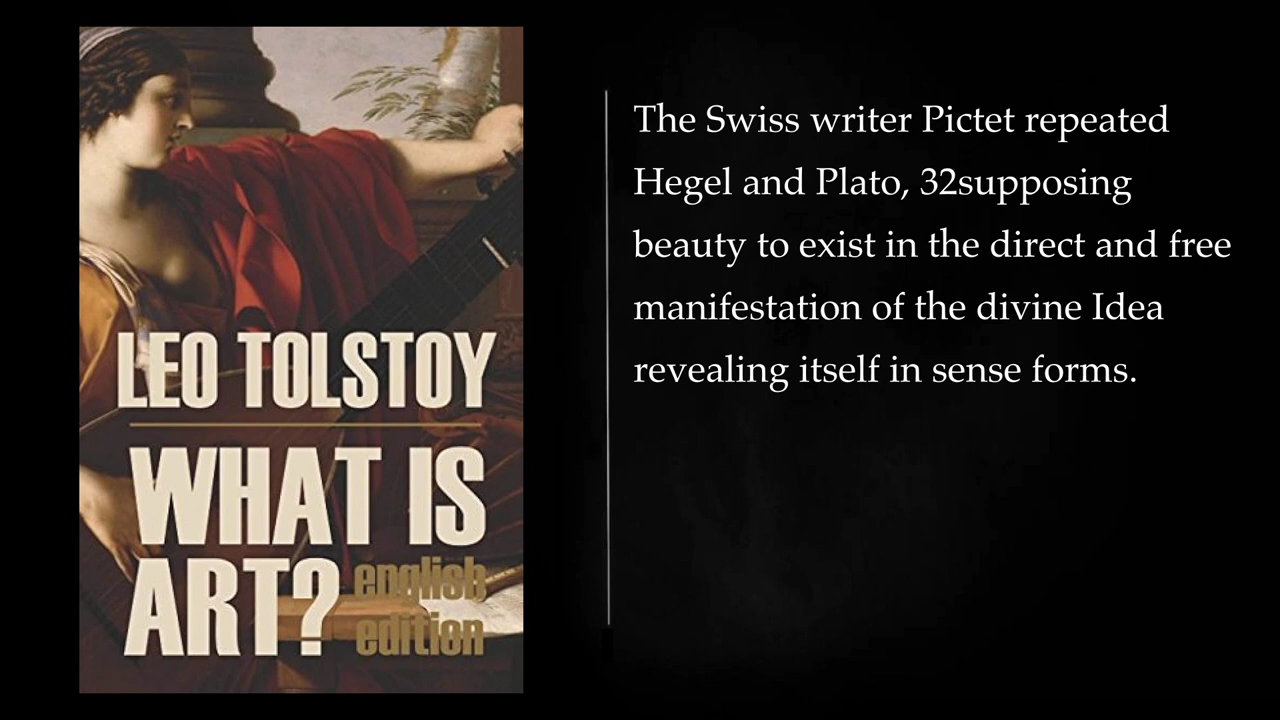 LEO TOLSTOY
WHAT IS
ART?
english
edition
The Swiss writer Pictet repeated
Hegel and Plato, 32supposing
beauty to exist in the direct and free
manifestation of the divine Idea
revealing itself in sense forms.